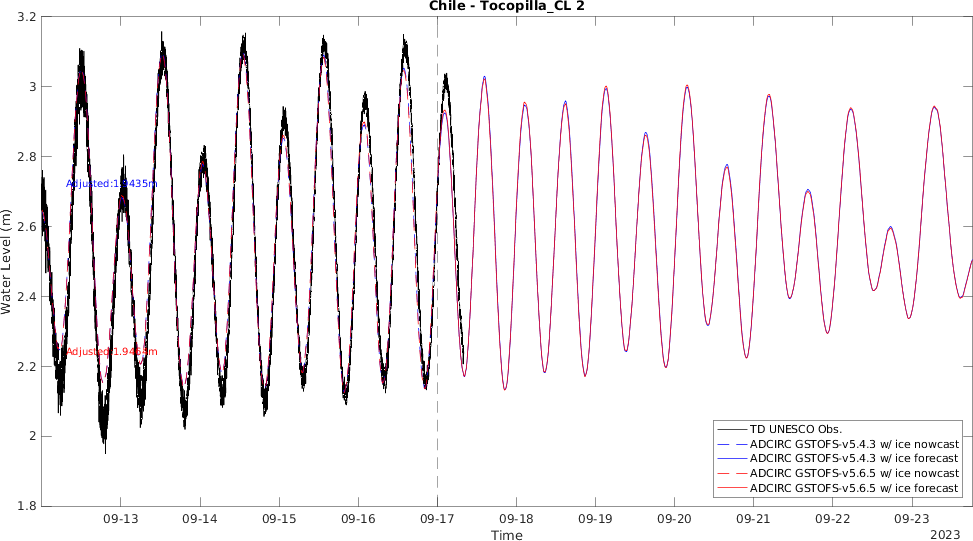 Chile - Tocopilla_CL 2
3.2
3
2.8
2.6
2.4
2.2
2
1.8
Water Level (m)
Adjusted:1.9435m
09-13
09-14
09-15
09-16
09-17
09-18
09-19
09-20
09-21
09-22
09-23
Time
2023
TD UNESCO Obs.
ADCIRC GSTOFS-v5.4.3 w/ ice nowcast
ADCIRC GSTOFS-v5.4.3 w/ ice forecast
ADCIRC GSTOFS-v5.6.5 w/ ice nowcast
ADCIRC GSTOFS-v5.6.5 w/ ice forecast